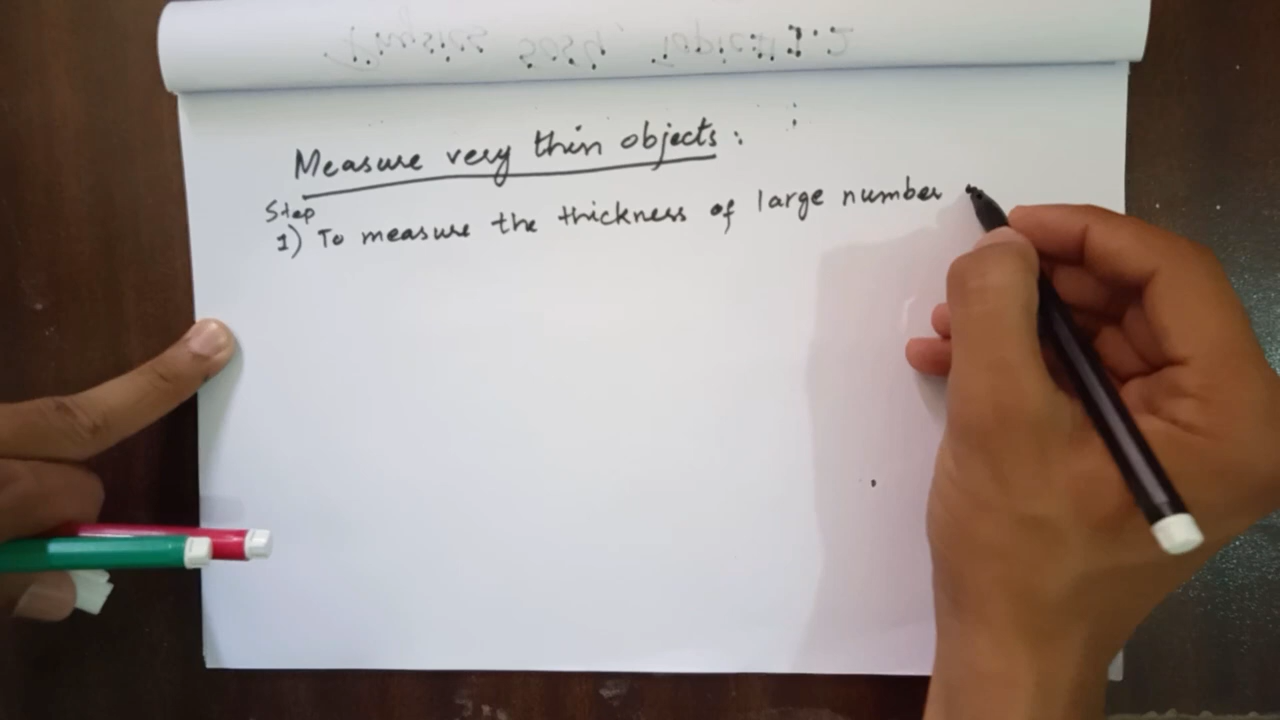 Measure very thin objects :
Step
1) To measure the thickness of large number